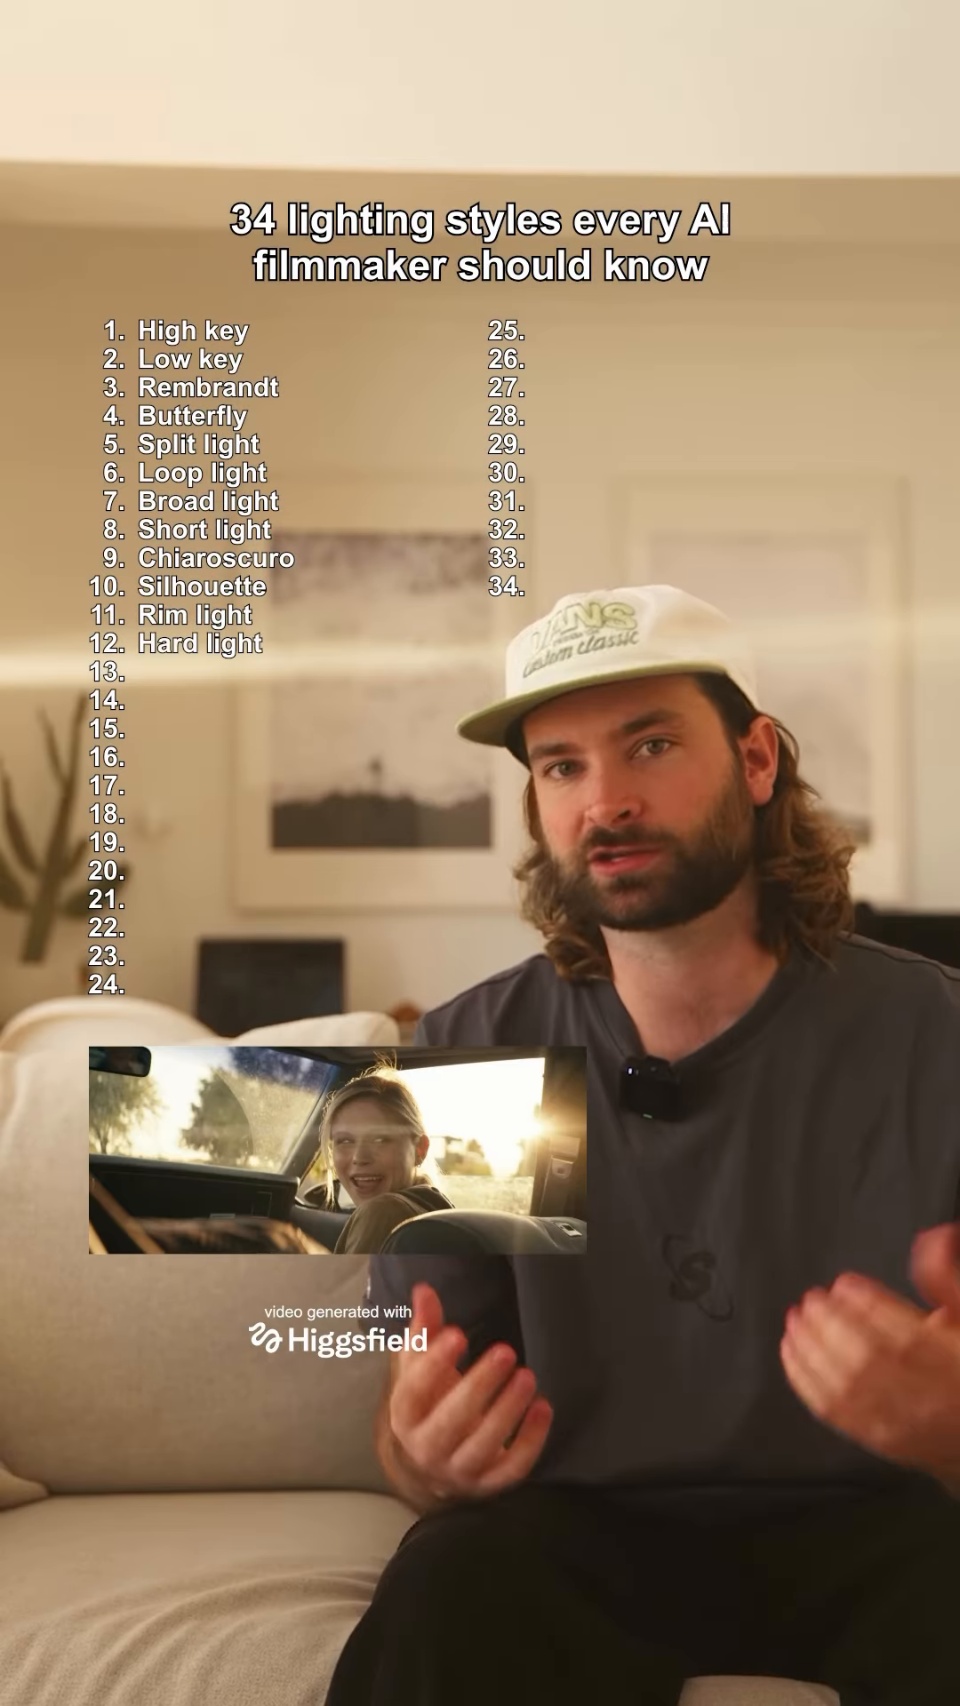 34 lighting styles every AI
filmmaker should know
1. High key
2. Low key
3. Rembrandt
4. Butterfly
5. Split light
6. Loop light
7. Broad light
8. Short light
9. Chiaroscuro
10. Silhouette
11. Rim light
12. Hard light
13.
14.
15.
16.
17.
18.
19.
20.
21.
22.
23.
24.
25.
26.
27.
28.
29.
30.
31.
32.
33.
34.
VANS
custom classic
video generated with
Higgsfield